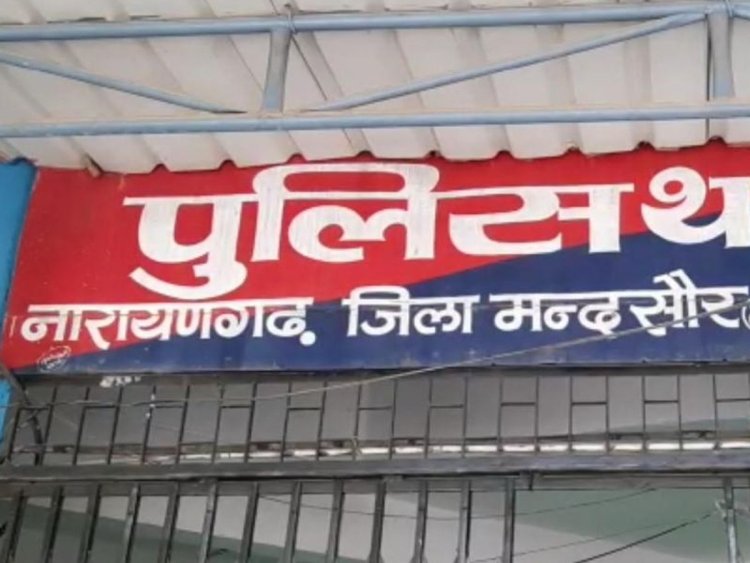 पुलिस थ
नारायणगढ़ जिला मन्दसौर